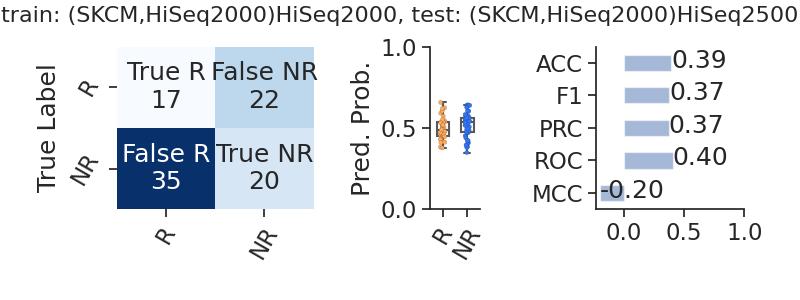 train: (SKCM,HiSeq2000)HiSeq2000, test: (SKCM,HiSeq2000)HiSeq2500
True Label
R
NR
True R
17
False NR
22
False R
35
True NR
20
R
NR
Pred. Prob.
1.0
0.5
0.0
R
NR
ACC
0.39
F1
0.37
PRC
0.37
ROC
0.40
MCC
-0.20
0.0
0.5
1.0